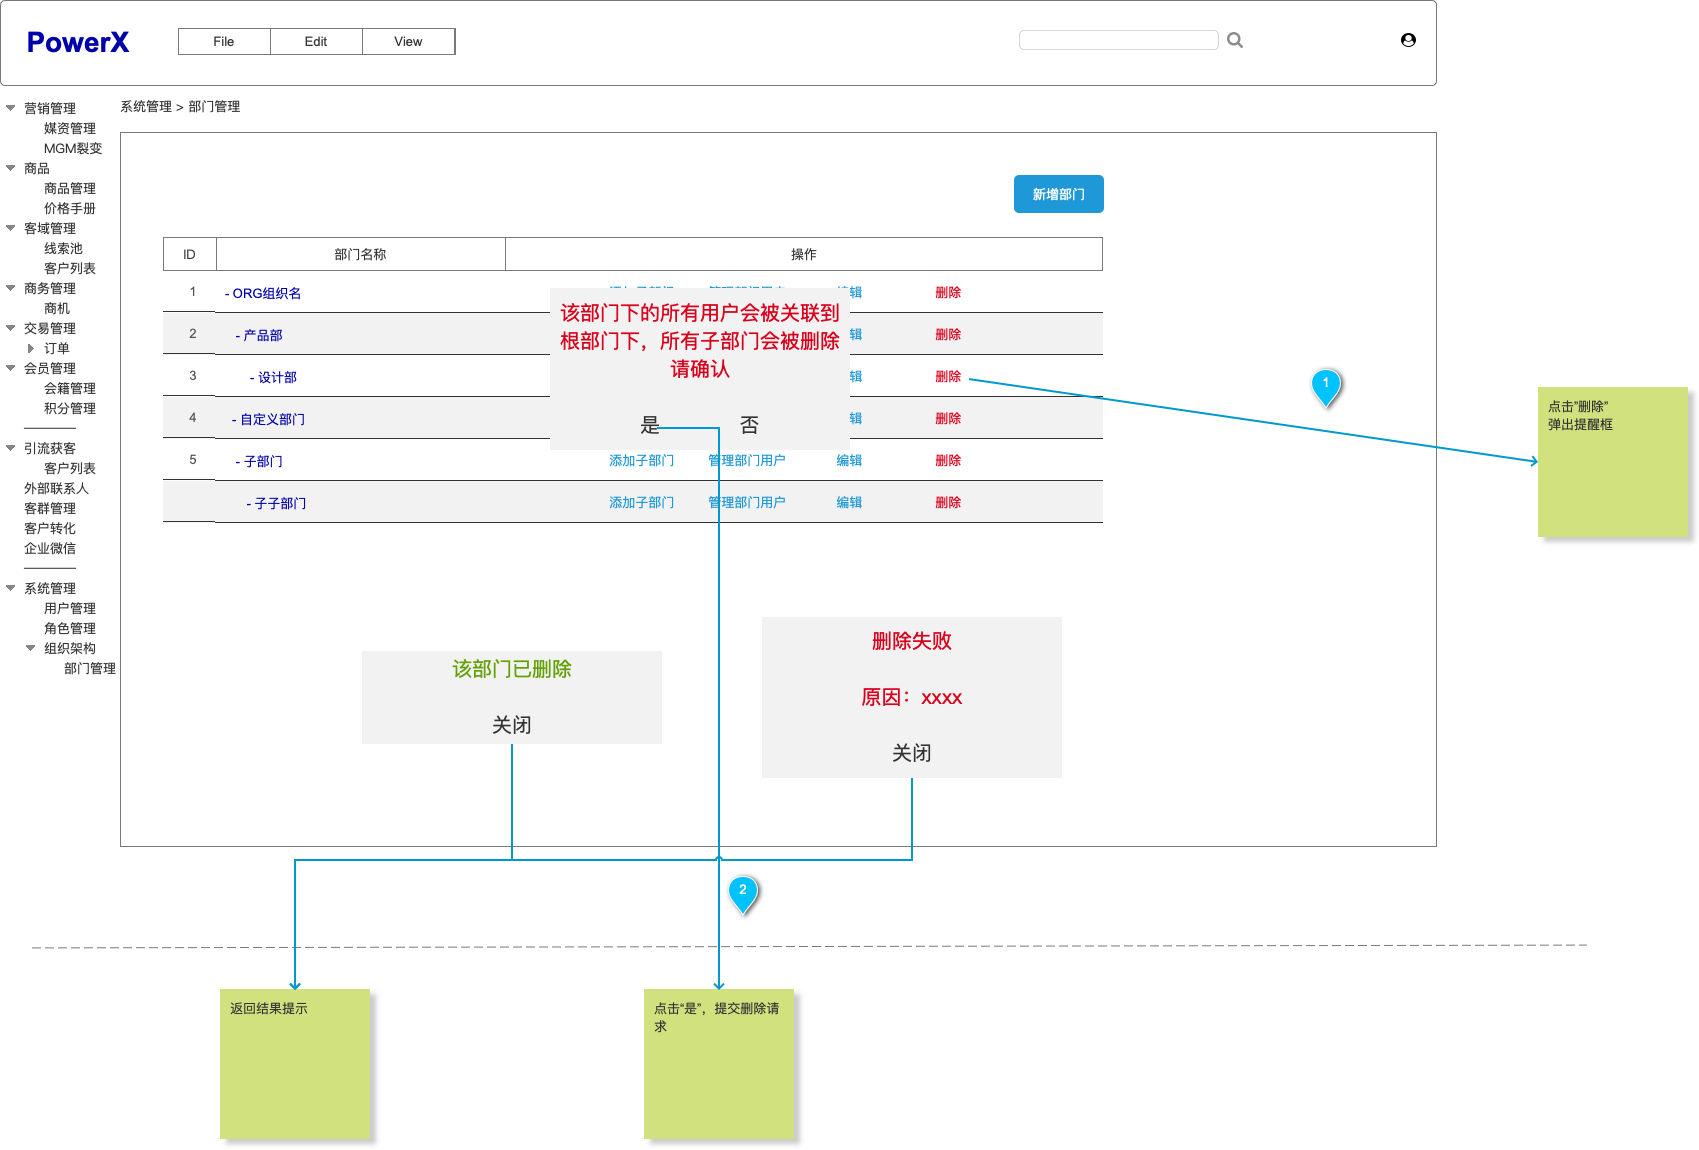 PowerX
File
Edit
View
营销管理
媒资管理
MGM裂变
商品
商品管理
价格手册
客域管理
线索池
客户列表
商务管理
商机
交易管理
订单
会员管理
会籍管理
积分管理
引流获客
客户列表
外部联系人
客群管理
客户转化
企业微信
系统管理
用户管理
角色管理
组织架构
部门管理
系统管理 > 部门管理
新增部门
ID 部门名称 操作
1 - ORG组织名 编辑 删除
2 - 产品部 辑 删除
3 - 设计部 辑 删除
4 - 自定义部门 辑 删除
5 - 子部门 添加子部门 管理部门用户 编辑 删除
- 子子部门 添加子部门 管理部门用户 编辑 删除
该部门下的所有用户会被关联到
根部门下，所有子部门会被删除
请确认
是 否
1
点击”删除”
弹出提醒框
该部门已删除
关闭
删除失败
原因：xxxx
关闭
2
返回结果提示
点击“是”，提交删除请
求